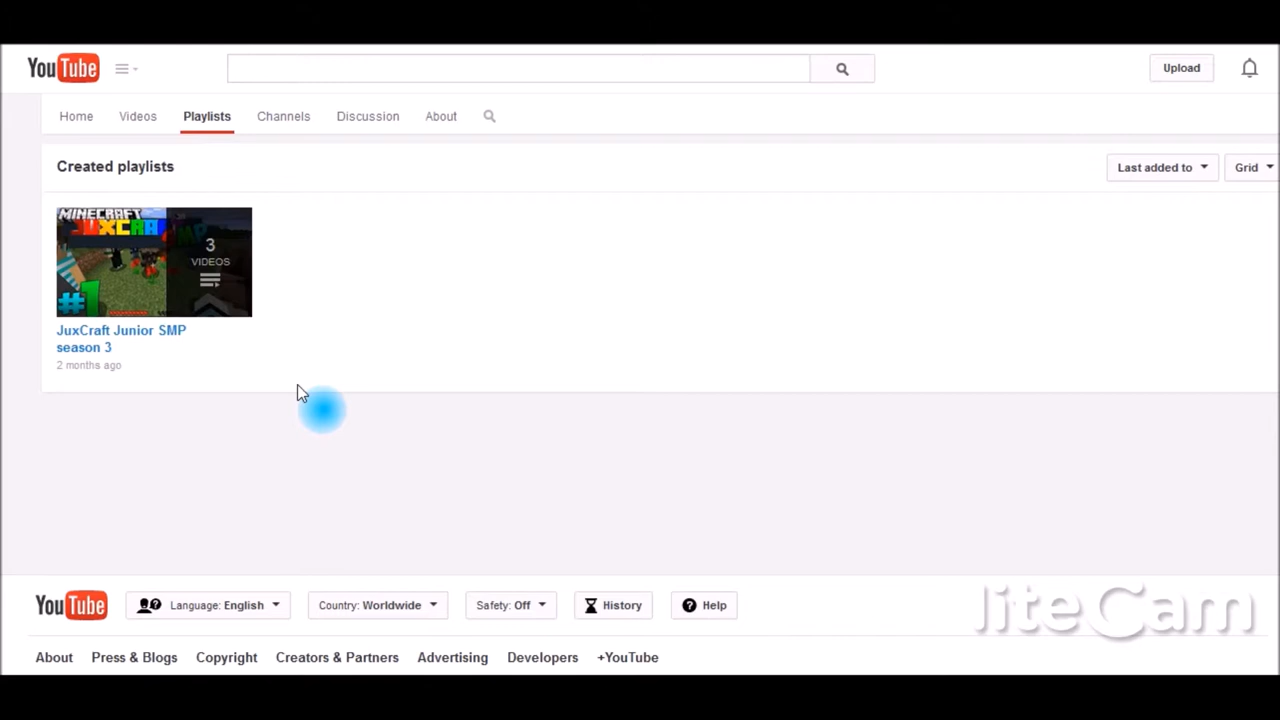 YouTube
Upload
Home Videos Playlists Channels Discussion About
Created playlists
Last added to Grid
MINECRAFT
JUXCRA
3
VIDEOS
#1
JuxCraft Junior SMP
season 3
2 months ago
YouTube Language: English Country: Worldwide Safety: Off History Help
liteCam
About Press & Blogs Copyright Creators & Partners Advertising Developers +YouTube